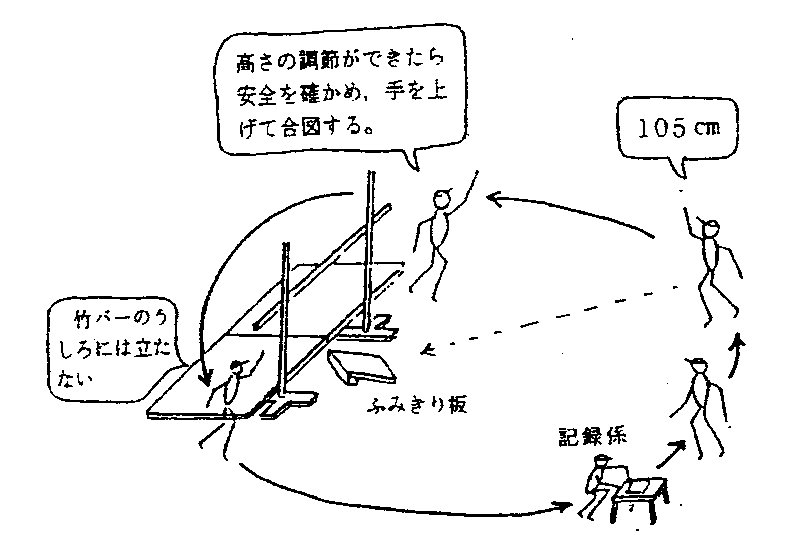 高さの調節ができたら
安全を確かめ，手を上
げて合図する。
105cm
竹バーのう
しろには立た
ない
ふみきり板
記録係